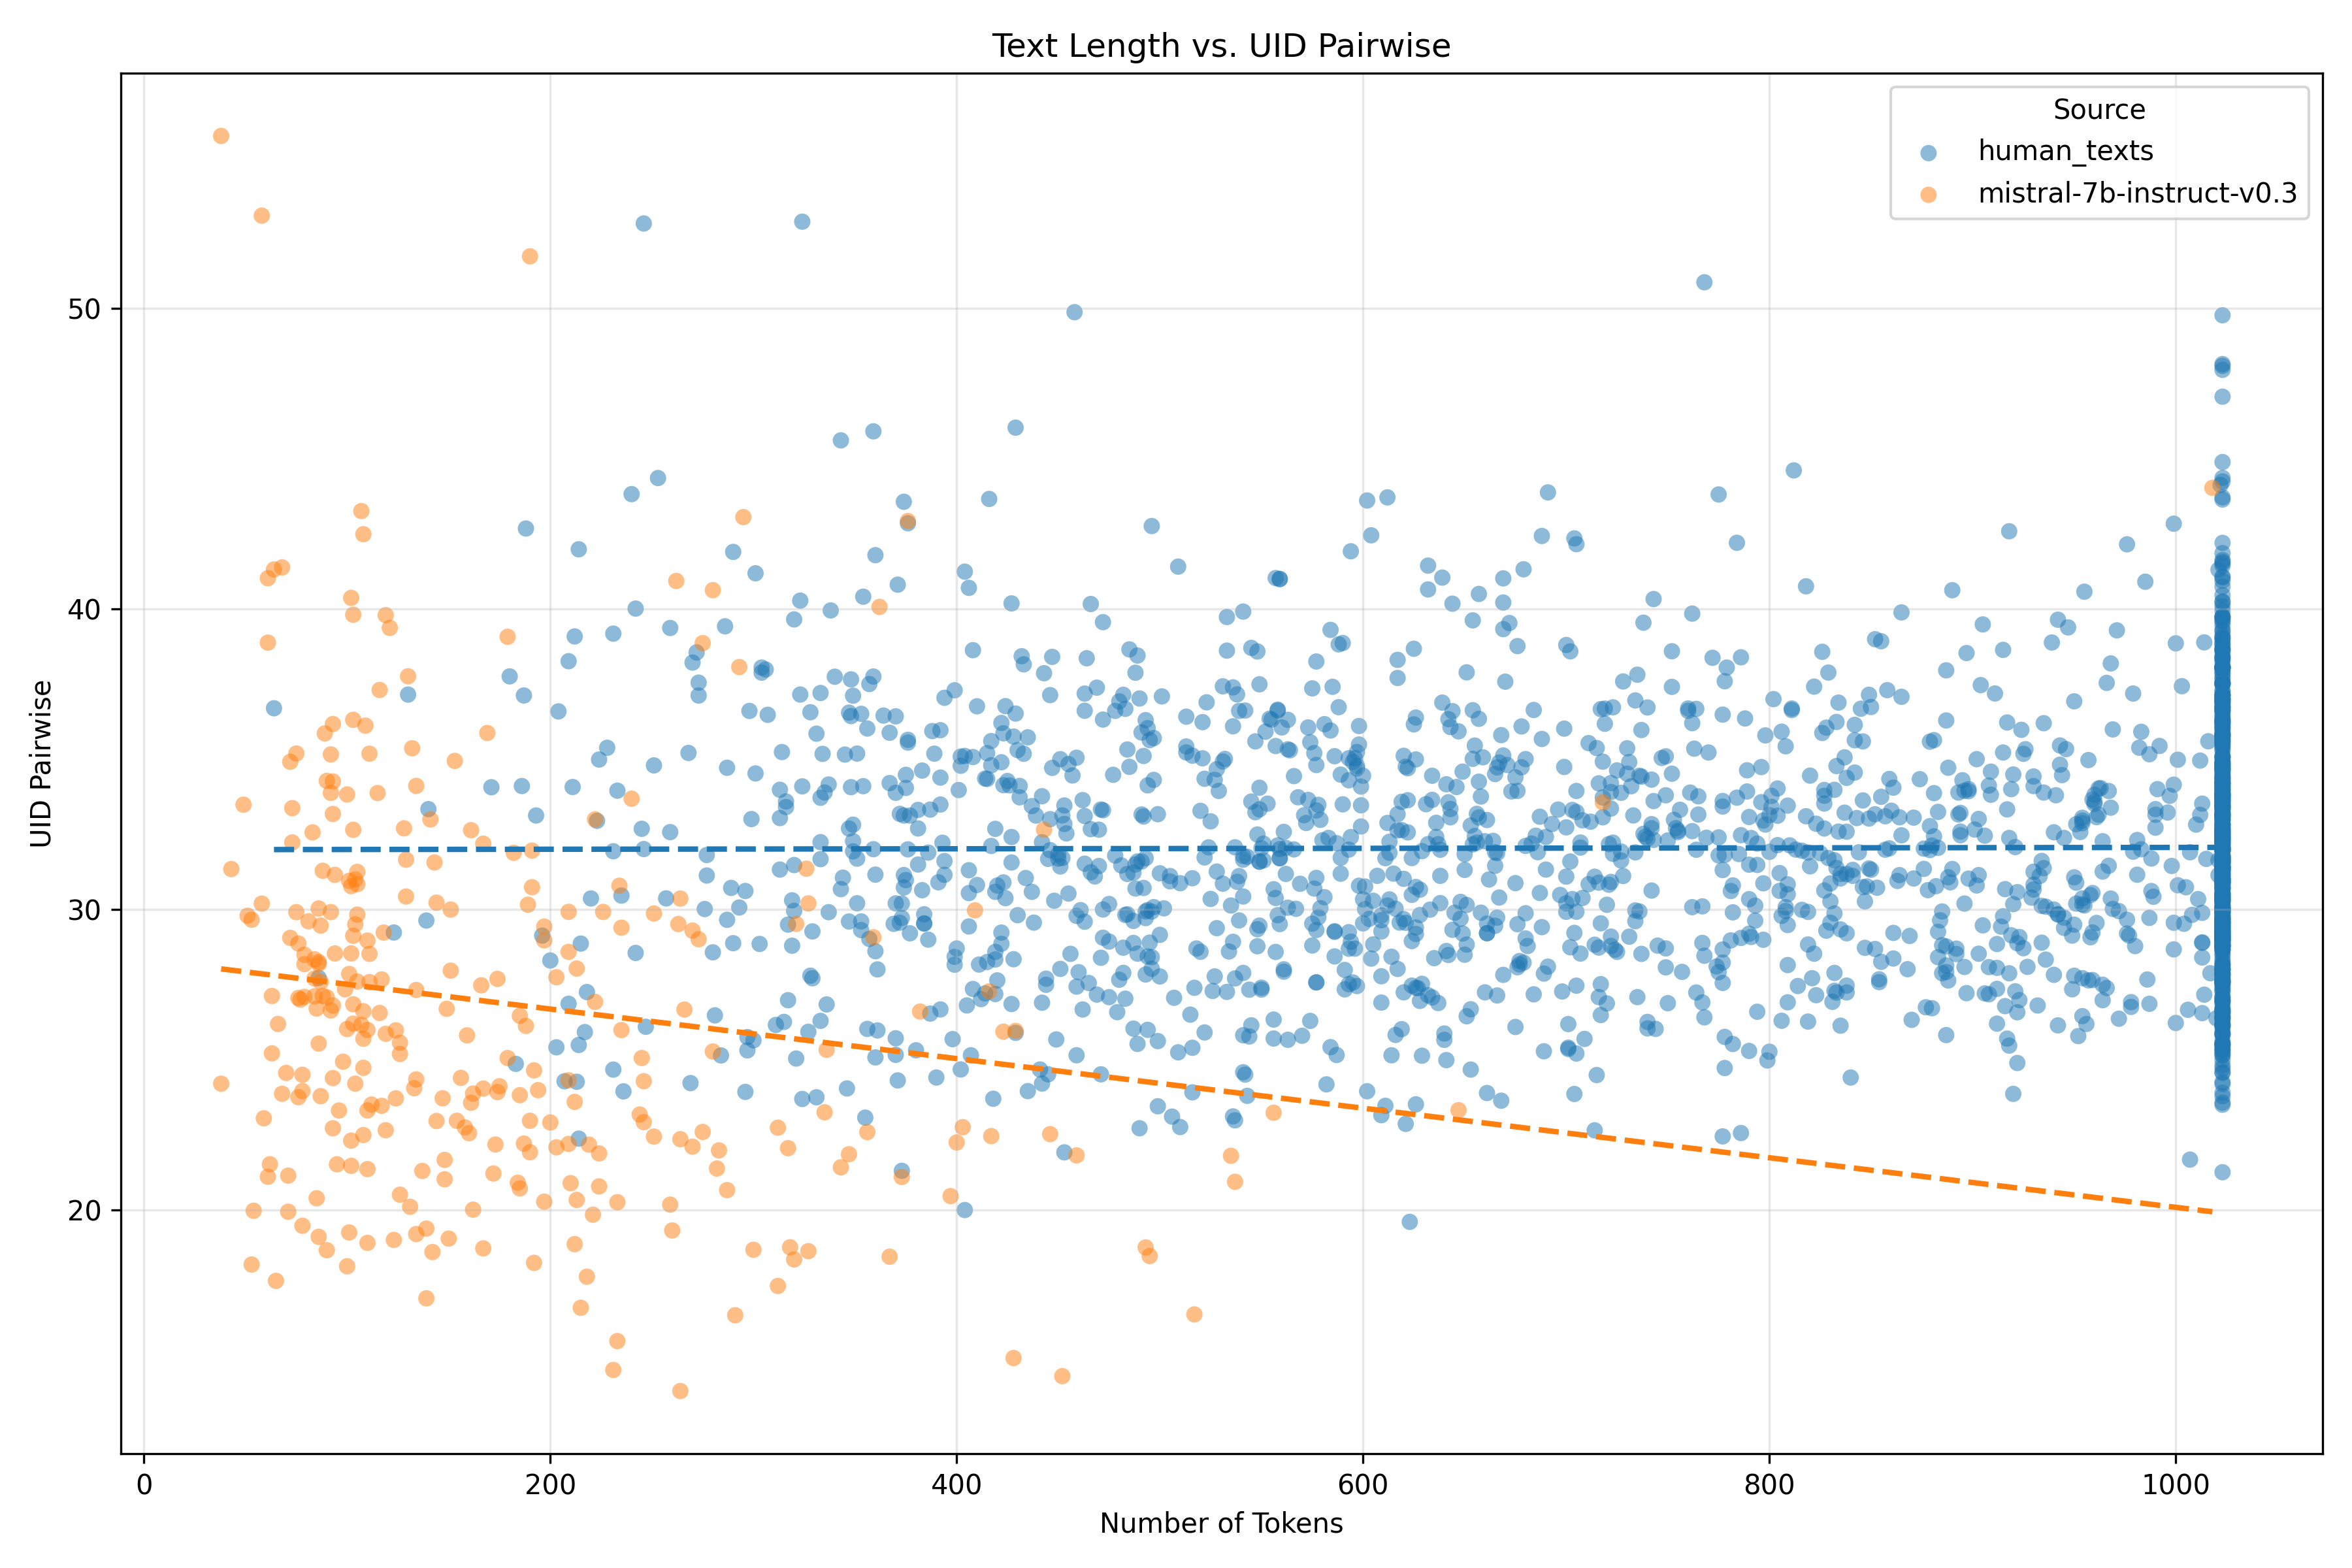 Text Length vs. UID Pairwise
Source
human_texts
mistral-7b-instruct-v0.3
UID Pairwise
50
40
30
20
0
200
400
600
800
1000
Number of Tokens